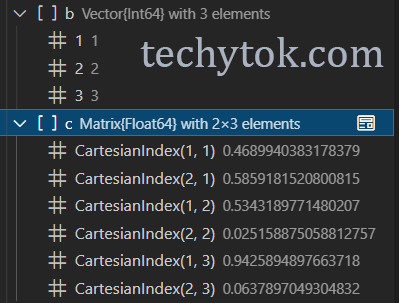 b Vector{Int64} with 3 elements
1 1
2 2
3 3
techytok.com
c Matrix{Float64} with 2×3 elements
CartesianIndex(1, 1) 0.4689940383178379
CartesianIndex(2, 1) 0.5859181520800815
CartesianIndex(1, 2) 0.5343189771480207
CartesianIndex(2, 2) 0.025158875058812757
CartesianIndex(1, 3) 0.9425894897663718
CartesianIndex(2, 3) 0.0637897049304832